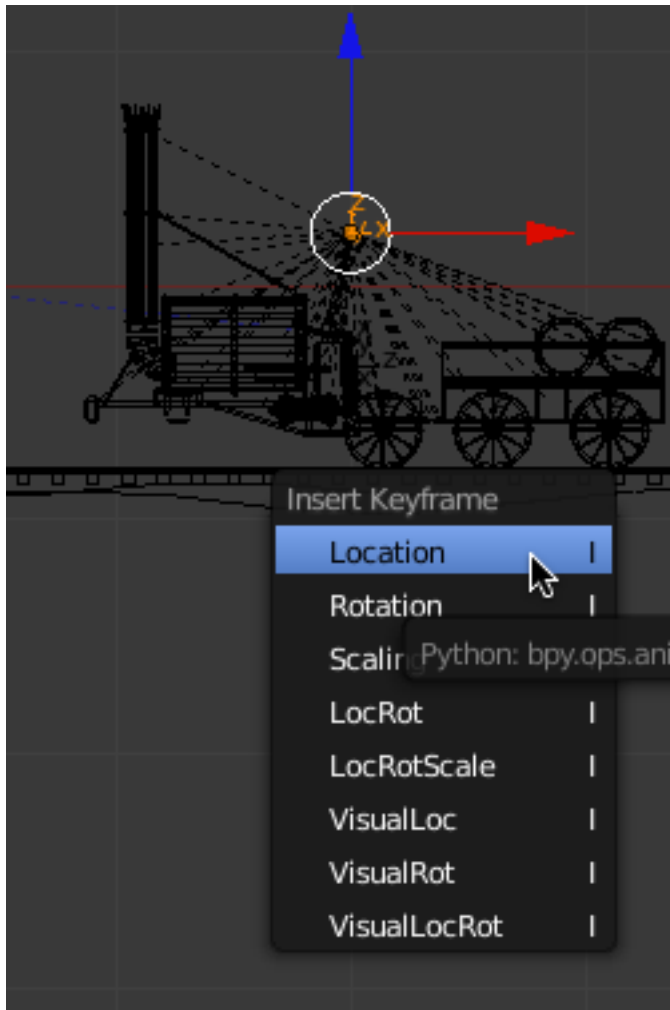 Z
X
Z
Insert Keyframe
Location I
Rotation I
Scaling
Python: bpy.ops.ani
LocRot I
LocRotScale I
VisualLoc I
VisualRot I
VisualLocRot I